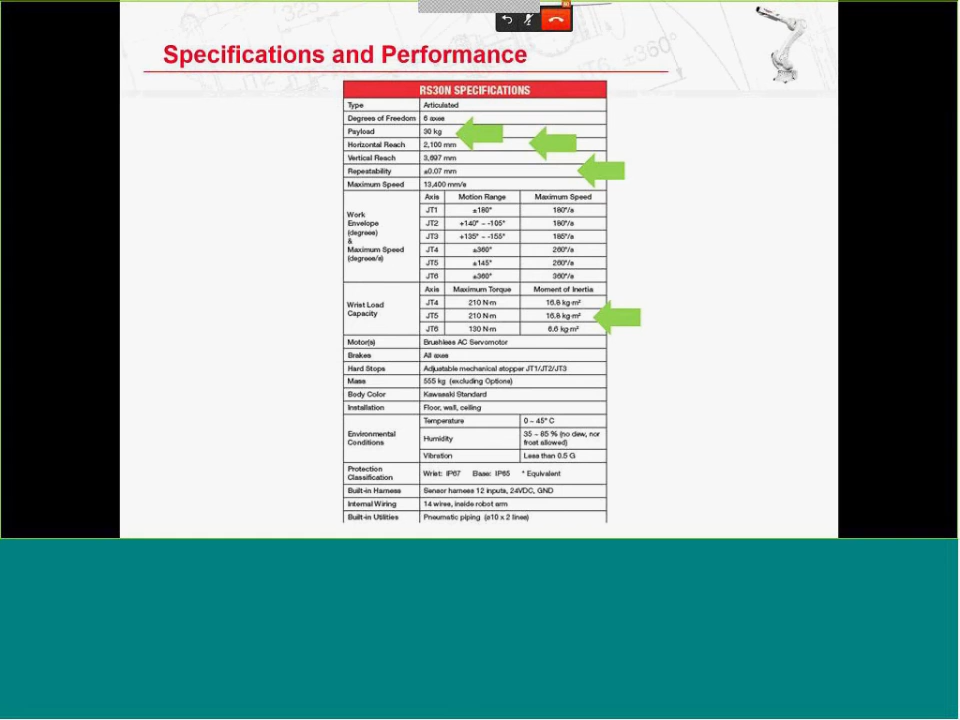 Specifications and Performance
RS30N SPECIFICATIONS
Type Articulated
Degrees of Freedom 6 axes
Payload 30 kg
Horizontal Reach 2,100 mm
Vertical Reach 3,697 mm
Repeatability ±0.07 mm
Maximum Speed 13,400 mm/s
Work Envelope (degree) & Maximum Speed (degree/s)
Axis Motion Range Maximum Speed
JT1 ±180° 180°/s
JT2 +140° ~ -105° 180°/s
JT3 +135° ~ -155° 185°/s
JT4 ±360° 260°/s
JT5 ±145° 260°/s
JT6 ±360° 360°/s
Wrist Load Capacity
Axis Maximum Torque Moment of Inertia
JT4 210 N·m 16.8 kg·m²
JT5 210 N·m 16.8 kg·m²
JT6 130 N·m 6.6 kg·m²
Motor(s) Brushless AC Servomotor
Brakes All axes
Hard Stops Adjustable mechanical stopper JT1/JT2/JT3
Mass 555 kg (excluding Options)
Body Color Kawasaki Standard
Installation Floor, wall, ceiling
Environmental Conditions
Temperature 0 ~ 45° C
Humidity 35 ~ 85 % (no dew, nor frost allowed)
Vibration Less than 0.5 G
Protection Classification Wrist: IP67 Base: IP65 * Equivalent
Built-in Harness Sensor harness 12 inputs, 24VDC, GND
Internal Wiring 14 wires, inside robot arm
Built-in Utilities Pneumatic piping (ø10 x 2 lines)